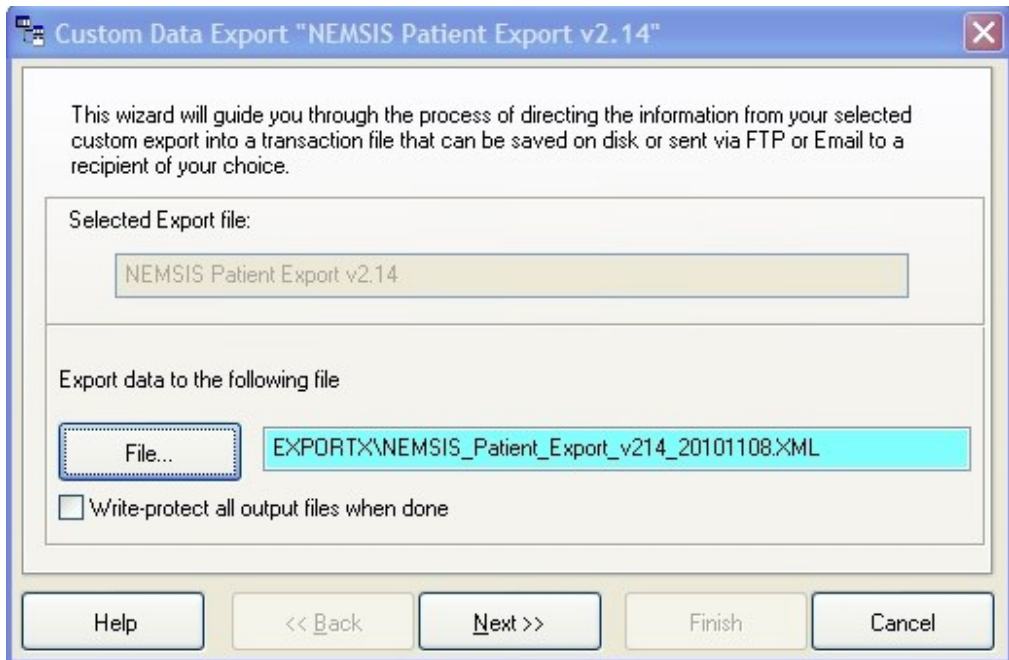 Custom Data Export "NEMSIS Patient Export v2.14"
This wizard will guide you through the process of directing the information from your selected
custom export into a transaction file that can be saved on disk or sent via FTP or Email to a
recipient of your choice.
Selected Export file:
NEMSIS Patient Export v2.14
Export data to the following file
File...
EXPORTX\NEMSIS_Patient_Export_v214_20101108.XML
Write-protect all output files when done
Help
<< Back
Next >>
Finish
Cancel